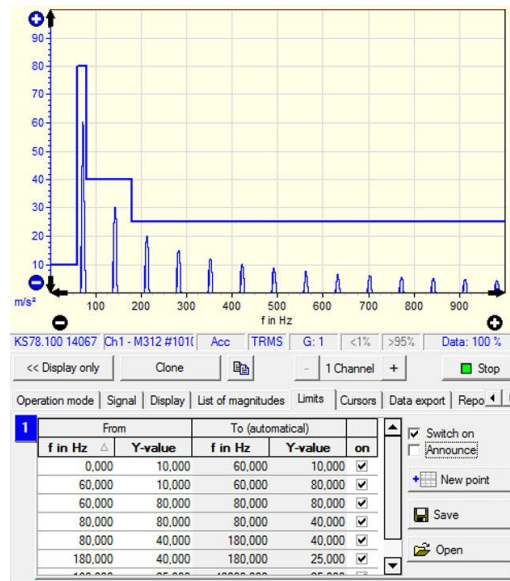 90
80
70
60
50
40
30
20
10
m/s²
100 200 300 400 500 600 700 800 900
f in Hz
KS78.100 14067 Ch1 - M312 #1010 Acc TRMS G: 1 <1% >95% Data: 100 %
<< Display only Clone - 1 Channel + Stop
Operation mode Signal Display List of magnitudes Limits Cursors Data export Repo
1 From To (automatical)
f in Hz Y-value f in Hz Y-value on
0,000 10,000 60,000 10,000
60,000 10,000 60,000 80,000
60,000 80,000 80,000 80,000
80,000 80,000 80,000 40,000
80,000 40,000 180,000 40,000
180,000 40,000 180,000 25,000
Switch on
Announce
New point
Save
Open